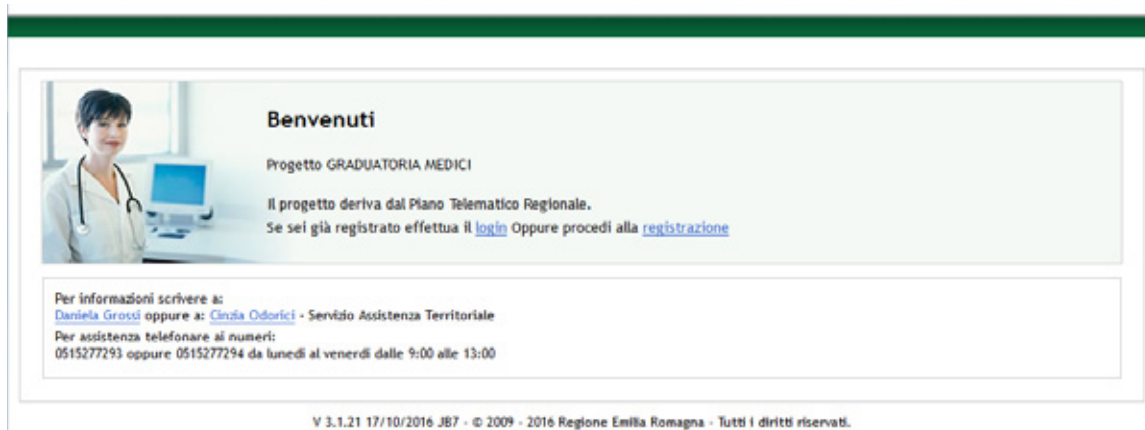 Benvenuti
Progetto GRADUATORIA MEDICI
Il progetto deriva dal Piano Telematico Regionale.
Se sei già registrato effettua il login Oppure procedi alla registrazione
Per informazioni scrivere a:
Daniela Grossi oppure a: Cinzia Odorici - Servizio Assistenza Territoriale
Per assistenza telefonare ai numeri:
0515277293 oppure 0515277294 da lunedì al venerdì dalle 9:00 alle 13:00
V 3.1.21 17/10/2016 JB7 - © 2009 - 2016 Regione Emilia Romagna - Tutti i diritti riservati.